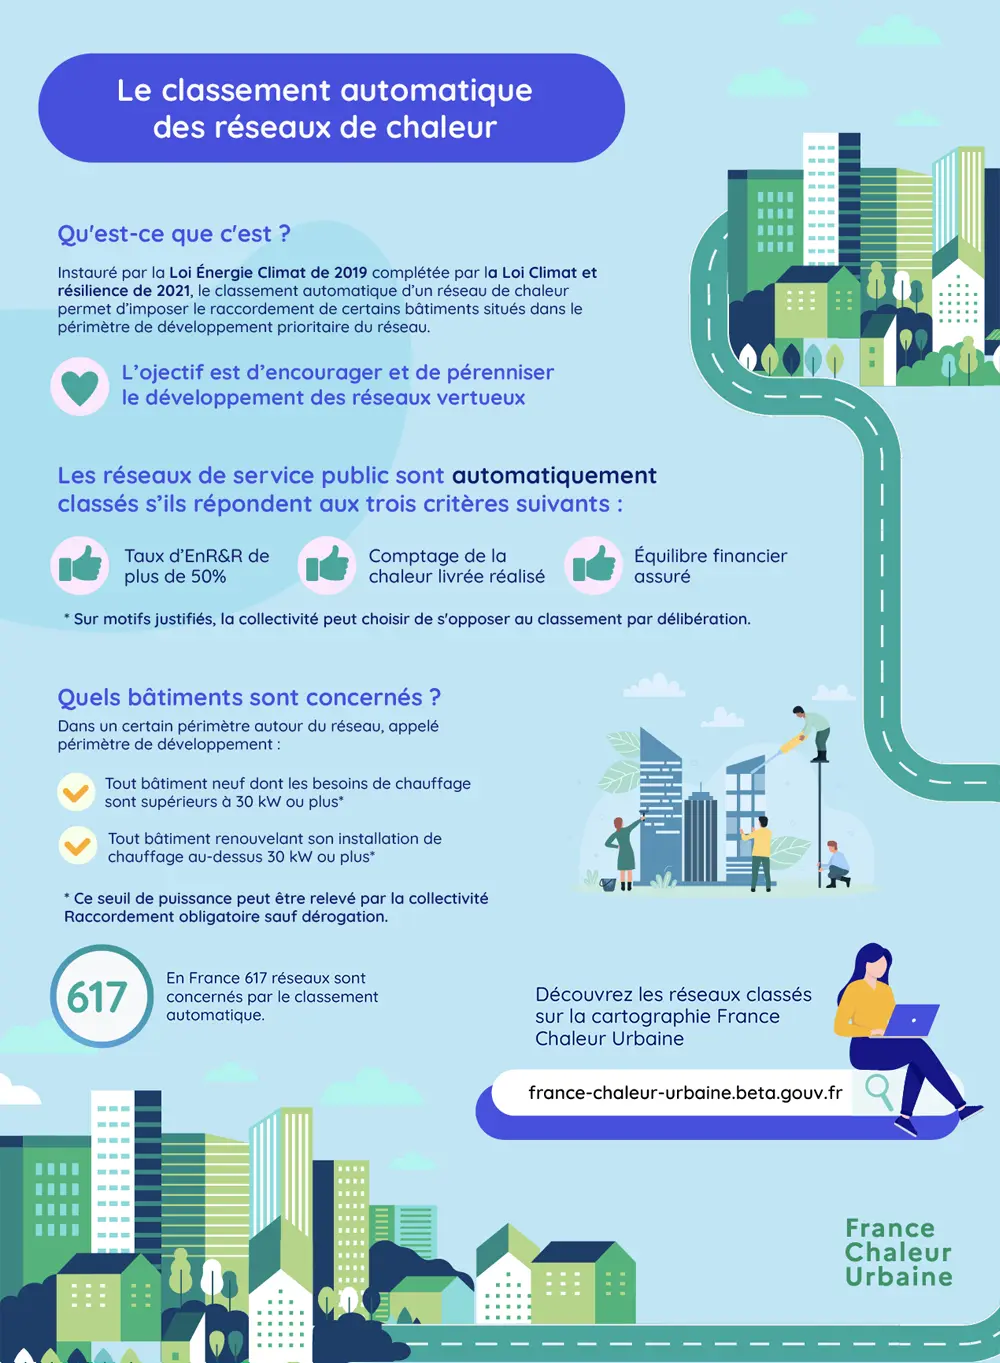 Le classement automatique
des réseaux de chaleur
Qu'est-ce que c'est ?
Instauré par la Loi Énergie Climat de 2019 complétée par la Loi Climat et
résilience de 2021, le classement automatique d’un réseau de chaleur
permet d’imposer le raccordement de certains bâtiments situés dans le
périmètre de développement prioritaire du réseau.
L’ojectif est d’encourager et de pérenniser
le développement des réseaux vertueux
Les réseaux de service public sont automatiquement
classés s’ils répondent aux trois critères suivants :
Taux d’EnR&R de
plus de 50%
Comptage de la
chaleur livrée réalisé
Équilibre financier
assuré
* Sur motifs justifiés, la collectivité peut choisir de s'opposer au classement par délibération.
Quels bâtiments sont concernés ?
Dans un certain périmètre autour du réseau, appelé
périmètre de développement :
Tout bâtiment neuf dont les besoins de chauffage
sont supérieurs à 30 kW ou plus*
Tout bâtiment renouvelant son installation de
chauffage au-dessus 30 kW ou plus*
* Ce seuil de puissance peut être relevé par la collectivité
Raccordement obligatoire sauf dérogation.
617
En France 617 réseaux sont
concernés par le classement
automatique.
Découvrez les réseaux classés
sur la cartographie France
Chaleur Urbaine
france-chaleur-urbaine.beta.gouv.fr
France
Chaleur
Urbaine